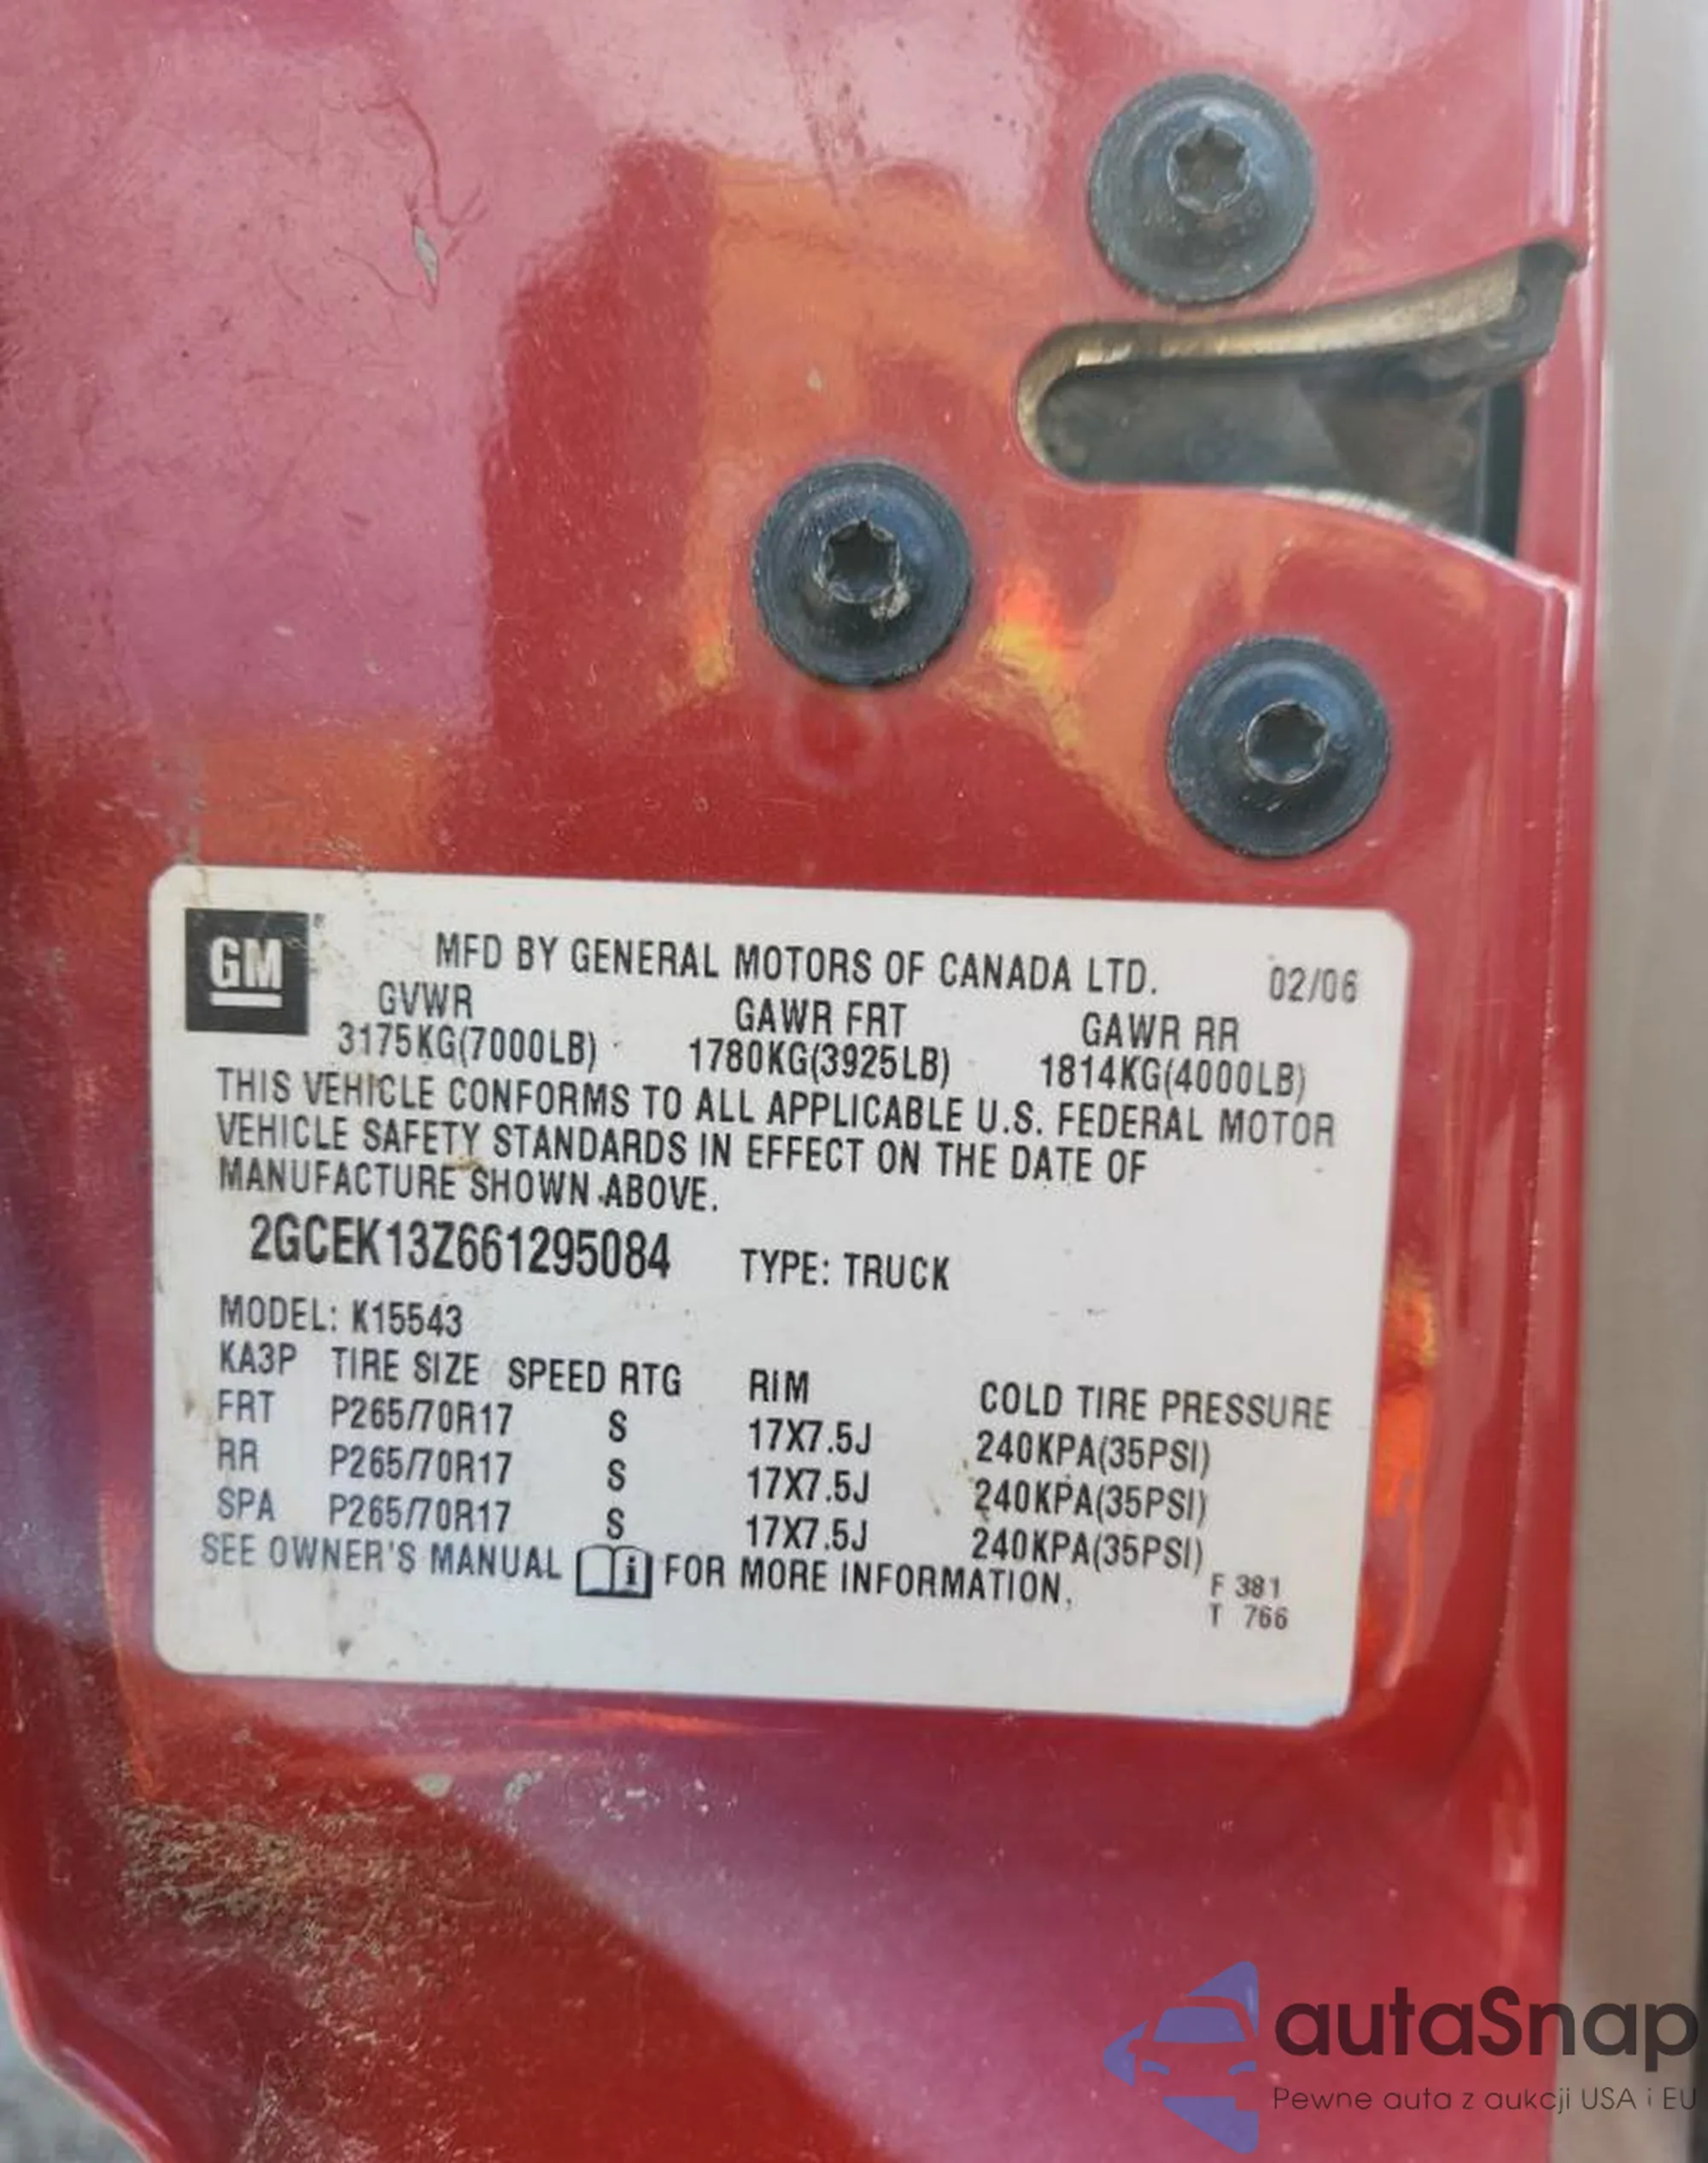 GM
MFD BY GENERAL MOTORS OF CANADA LTD. 02/06
GVWR GAWR FRT GAWR RR
3175KG(7000LB) 1780KG(3925LB) 1814KG(4000LB)
THIS VEHICLE CONFORMS TO ALL APPLICABLE U.S. FEDERAL MOTOR
VEHICLE SAFETY STANDARDS IN EFFECT ON THE DATE OF
MANUFACTURE SHOWN ABOVE.
2GCEK13Z661295084 TYPE: TRUCK
MODEL: K15543
KA3P TIRE SIZE SPEED RTG RIM COLD TIRE PRESSURE
FRT P265/70R17 S 17X7.5J 240KPA(35PSI)
RR P265/70R17 S 17X7.5J 240KPA(35PSI)
SPA P265/70R17 S 17X7.5J 240KPA(35PSI)
SEE OWNER'S MANUAL i FOR MORE INFORMATION.
F 381
T 766
autaSnap
Pewne auta z aukcji USA i EU